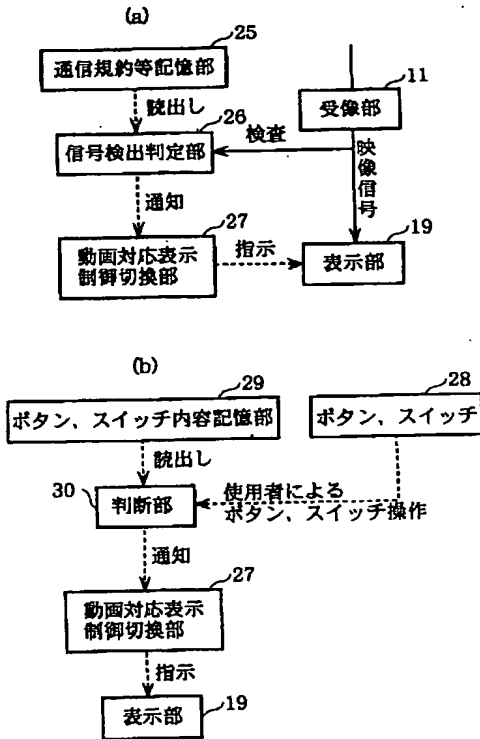 (a)
25
通信規約等記憶部
11
読出し
26
受像部
検査
信号検出判定部
映像信号
通知
27
19
動画対応表示
制御切換部
指示
表示部
(b)
29
28
ボタン、スイッチ内容記憶部
ボタン、スイッチ
読出し
30
判断部
使用者による
ボタン、スイッチ操作
通知
27
動画対応表示
制御切換部
指示
19
表示部